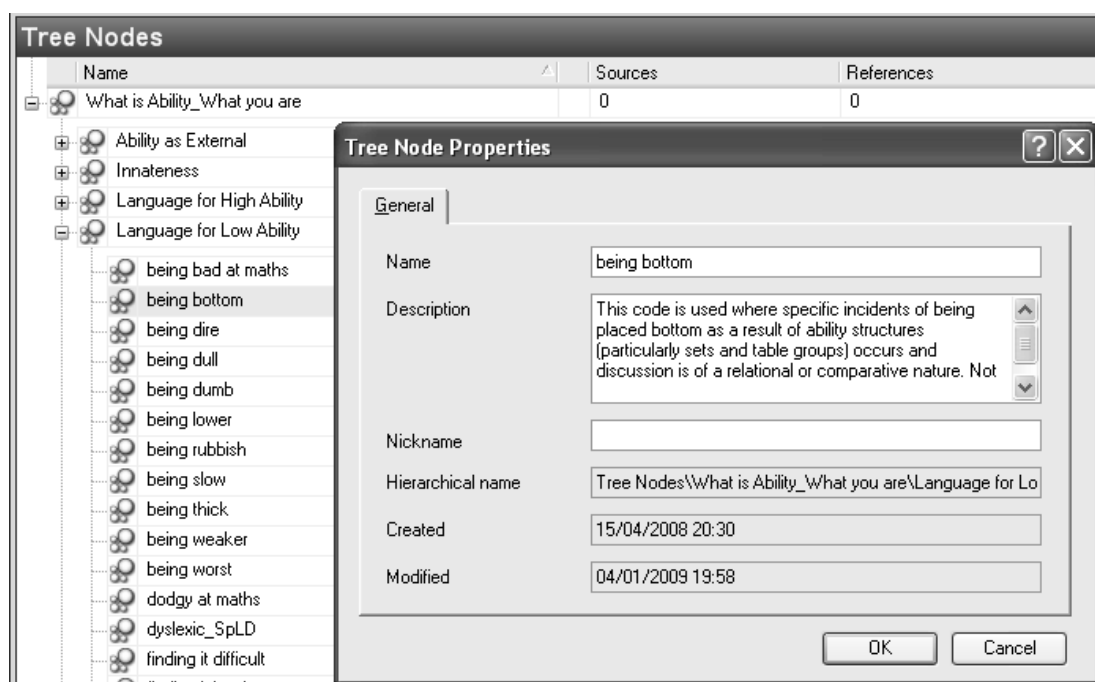 Tree Nodes
Name Sources References
What is Ability_What you are 0 0
Ability as External
Innateness
Language for High Ability
Language for Low Ability
being bad at maths
being bottom
being dire
being dull
being dumb
being lower
being rubbish
being slow
being thick
being weaker
being worst
dodgy at maths
dyslexic_SpLD
finding it difficult
Tree Node Properties
General
Name being bottom
Description This code is used where specific incidents of being
placed bottom as a result of ability structures
(particularly sets and table groups) occurs and
discussion is of a relational or comparative nature. Not
Nickname
Hierarchical name Tree Nodes\What is Ability_What you are\Language for Lo
Created 15/04/2008 20:30
Modified 04/01/2009 19:58
OK Cancel